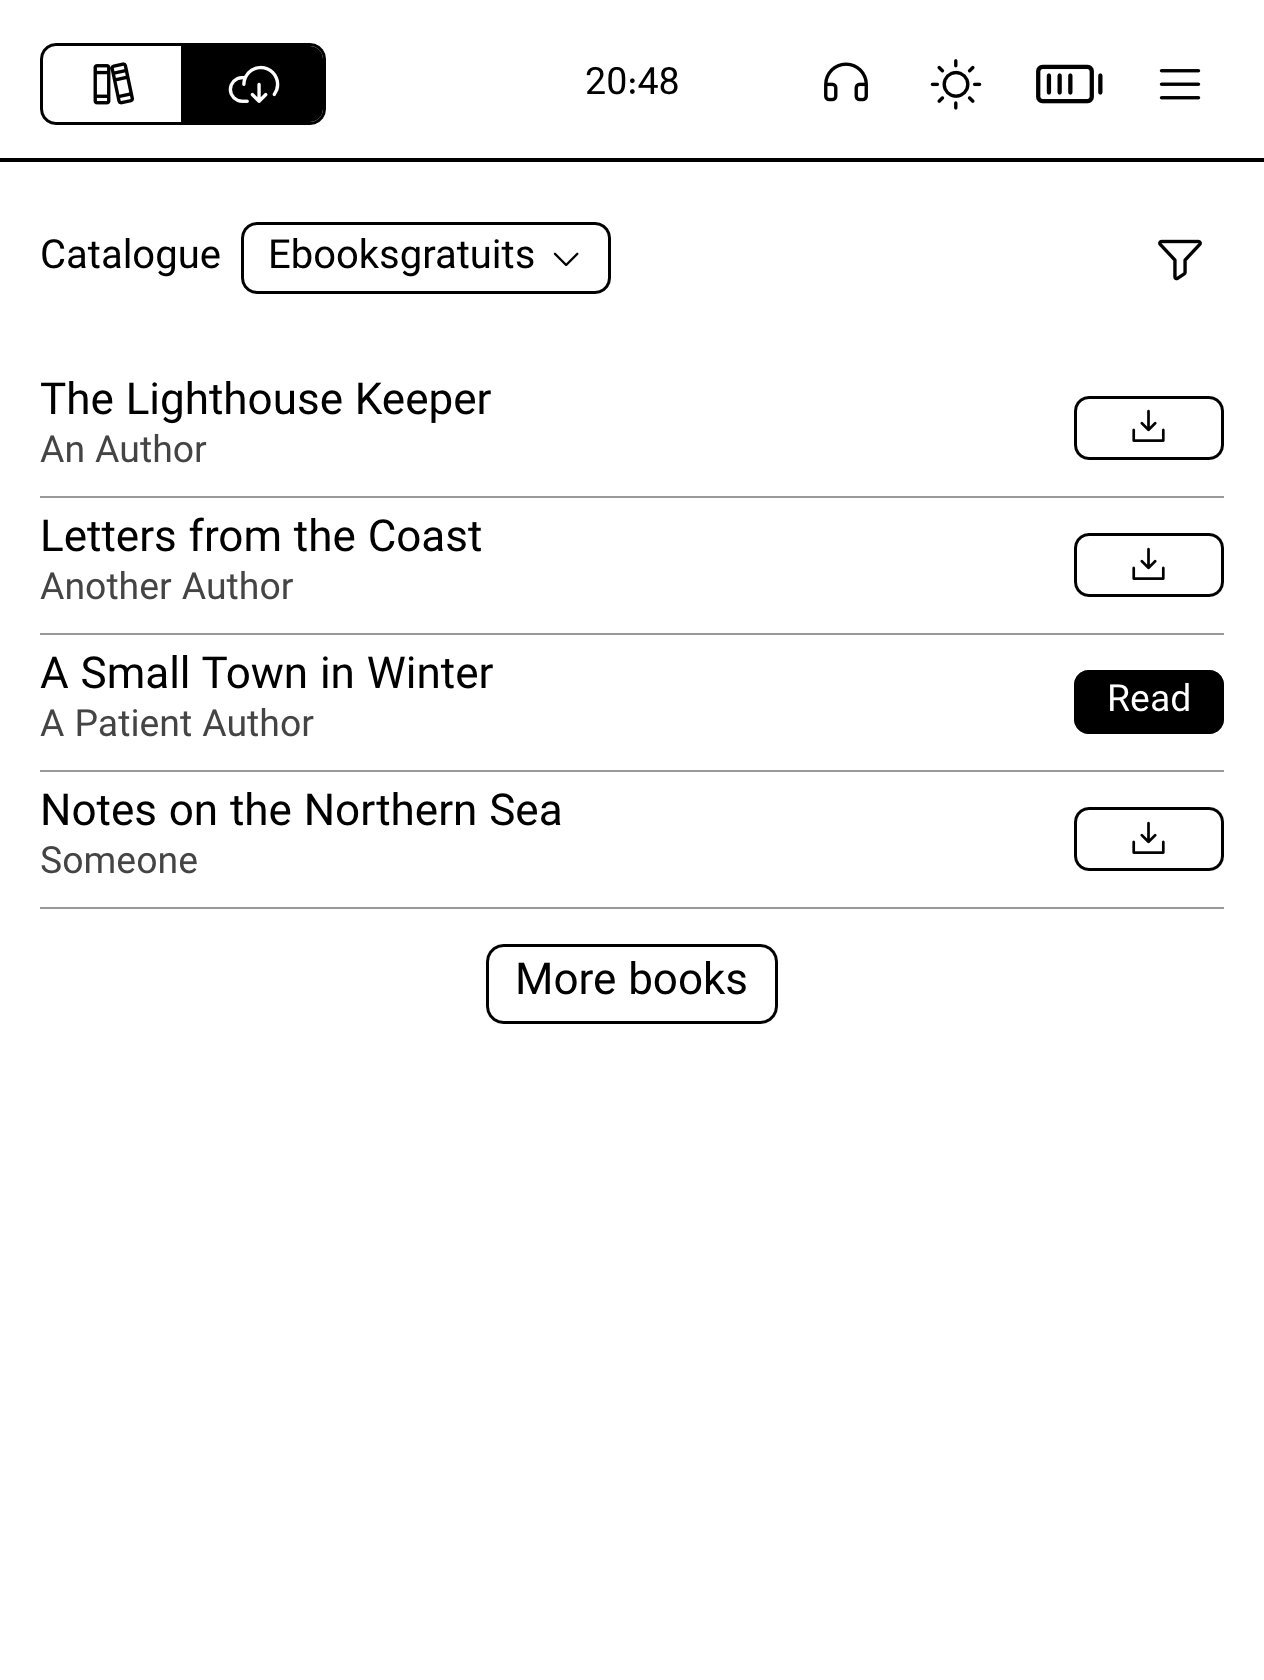 20:48
Catalogue Ebooksgratuits
The Lighthouse Keeper
An Author
Letters from the Coast
Another Author
A Small Town in Winter
A Patient Author
Read
Notes on the Northern Sea
Someone
More books